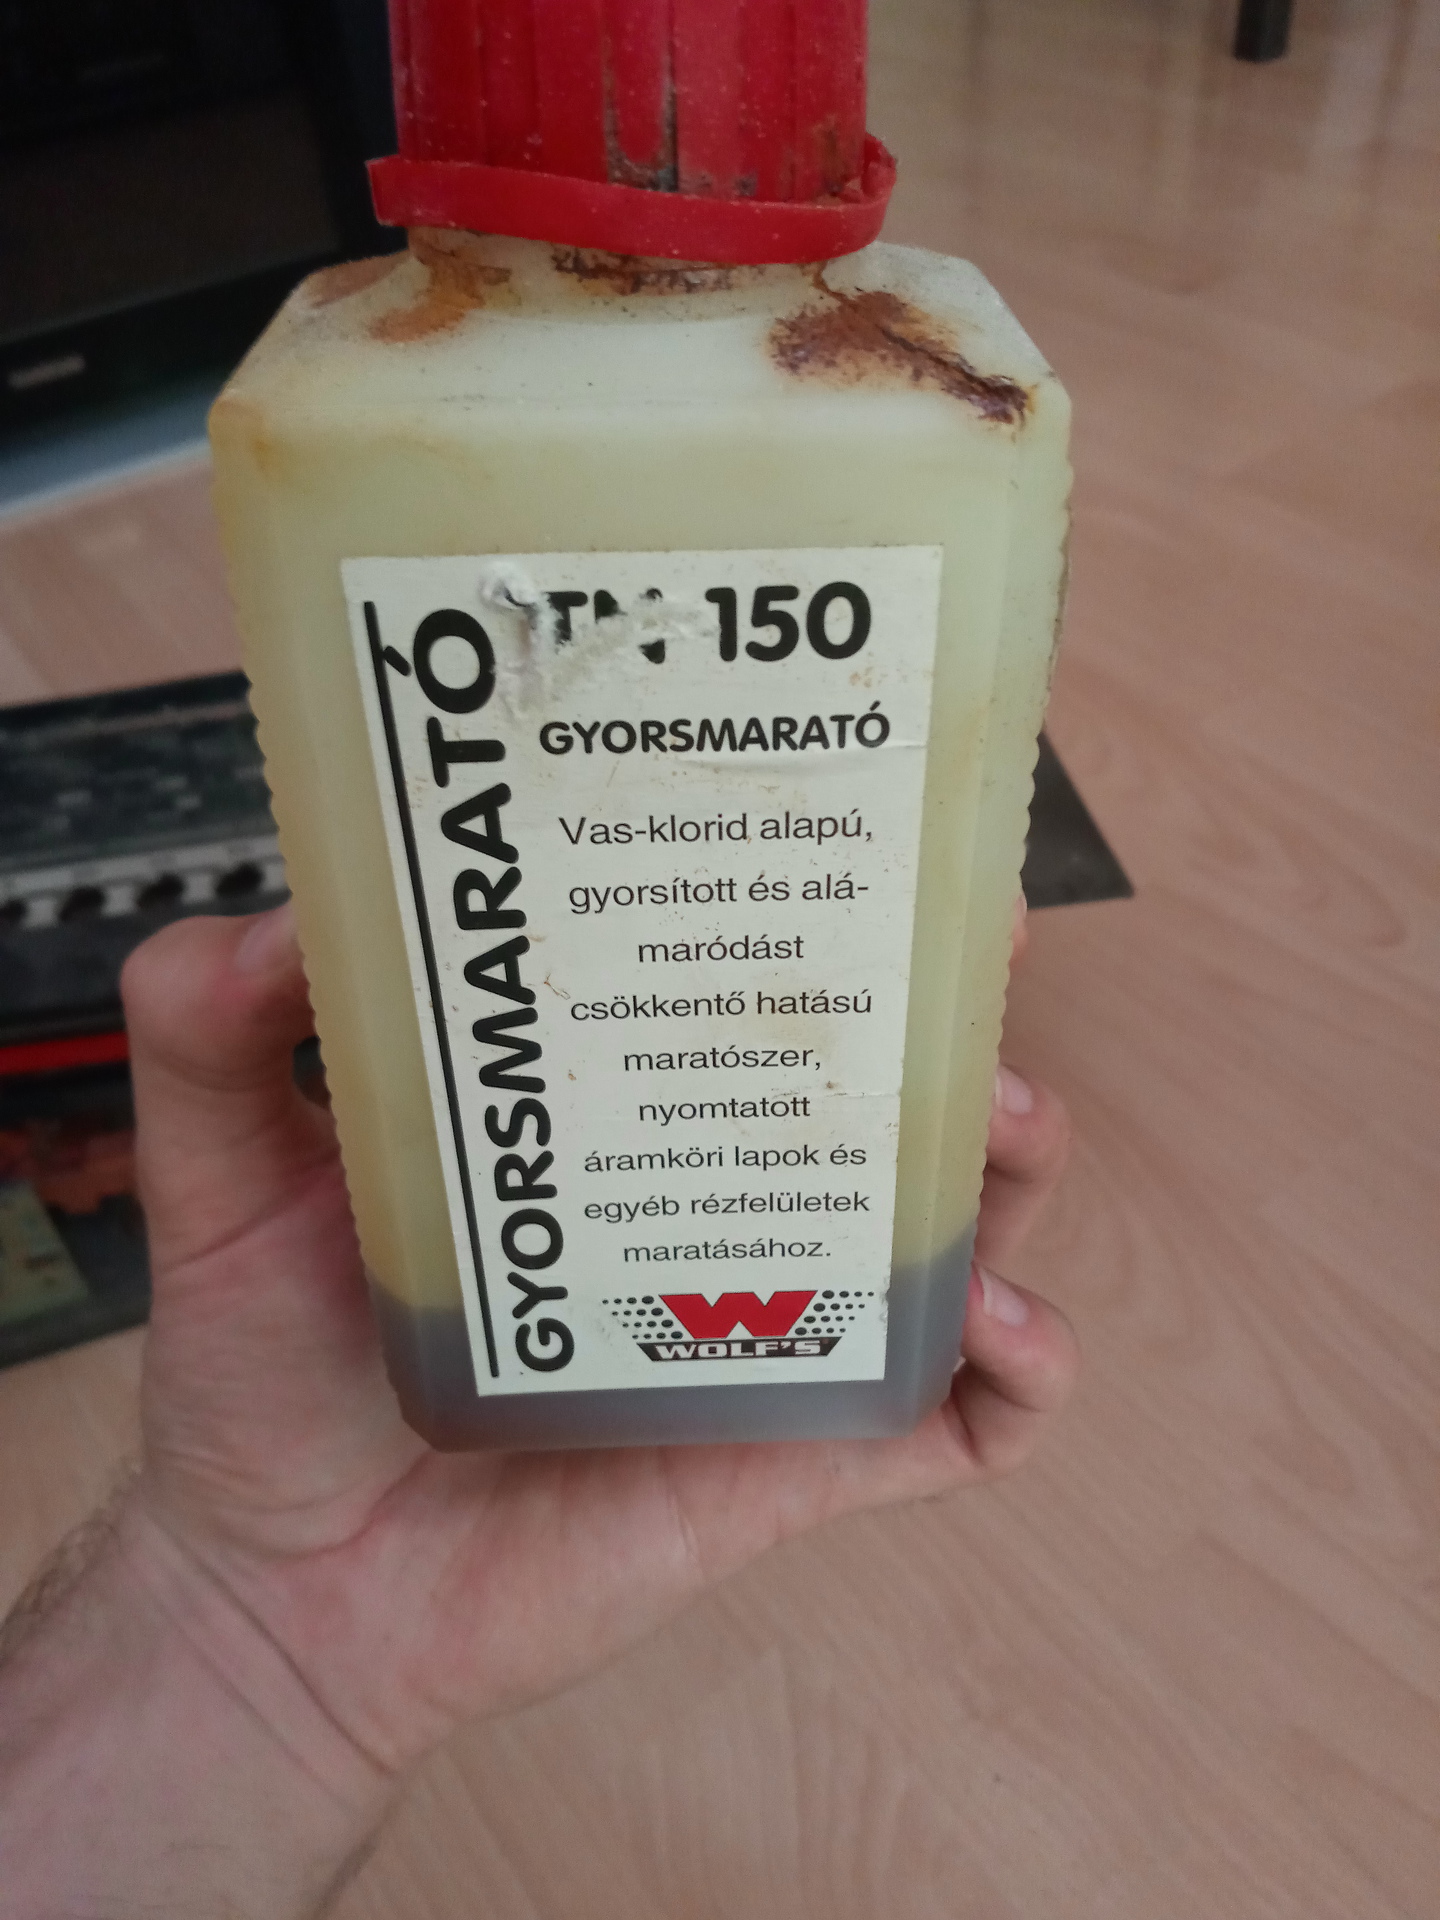 GYORSMARATÓ
150
GYORSMARATÓ
Vas-klorid alapú,
gyorsított és alá-
maródást
csökkentő hatású
maratószer,
nyomtatott
áramköri lapok és
egyéb rézfelületek
maratásához.
W
WOLF'S